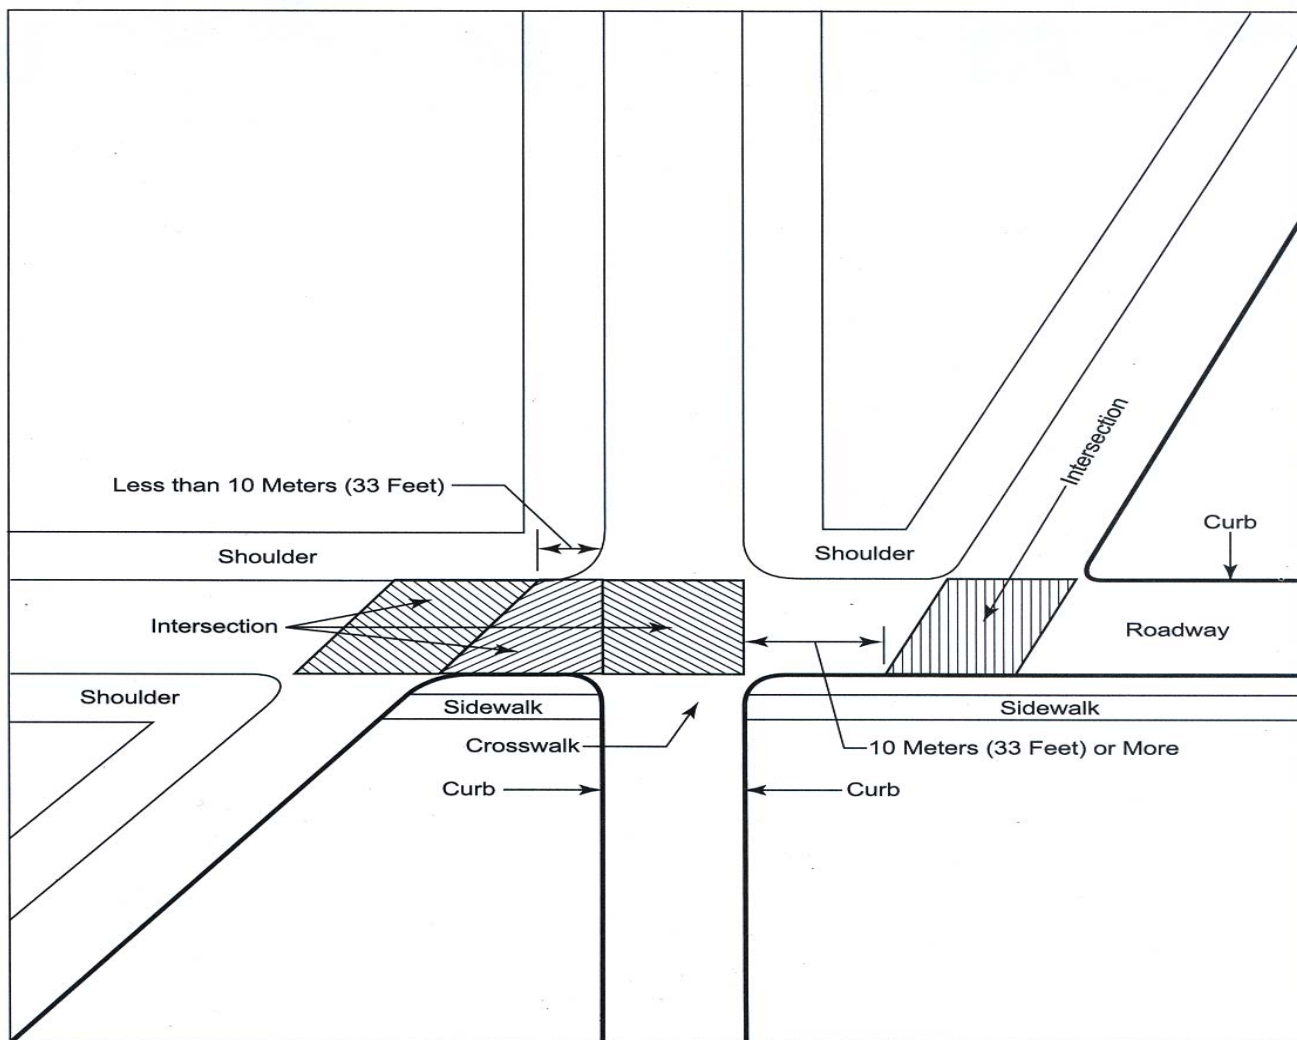 Intersection
Less than 10 Meters (33 Feet)
Curb
Shoulder
Shoulder
Intersection
Roadway
Shoulder
Sidewalk
Sidewalk
Crosswalk
10 Meters (33 Feet) or More
Curb
Curb